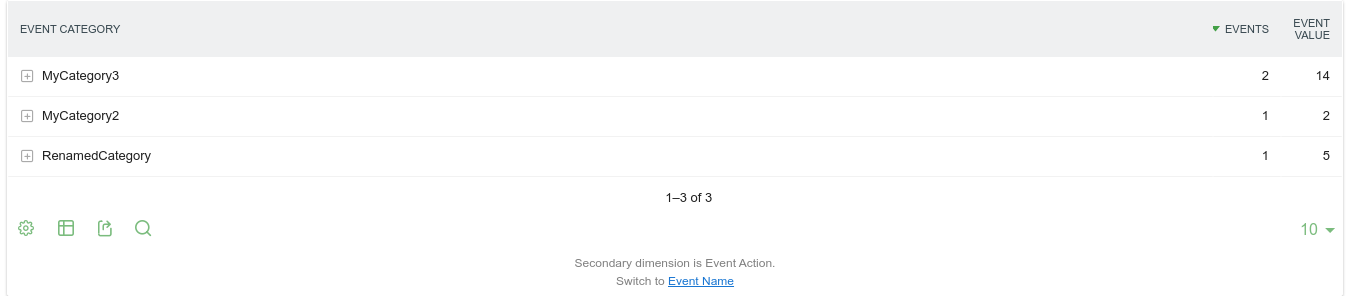 EVENT CATEGORY EVENTS EVENT VALUE
MyCategory3 2 14
MyCategory2 1 2
RenamedCategory 1 5
1–3 of 3
10
Secondary dimension is Event Action.
Switch to Event Name